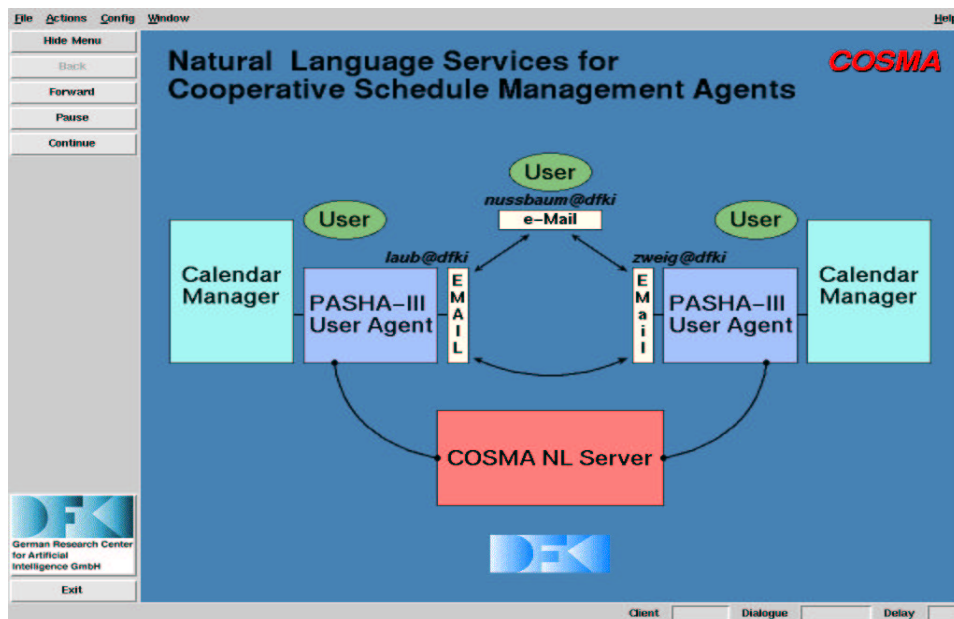 File Actions Config Window Help
Hide Menu
Back
Forward
Pause
Continue
Natural Language Services for
Cooperative Schedule Management Agents
COSMA
User
nussbaum@dfki
e-Mail
User
User
laub@dfki
zweig@dfki
Calendar
Manager
PASHA-III
User Agent
EMAIL
EMail
PASHA-III
User Agent
Calendar
Manager
COSMA NL Server
DFKI
German Research Center
for Artificial
Intelligence GmbH
DFKI
Exit
Client Dialogue Delay